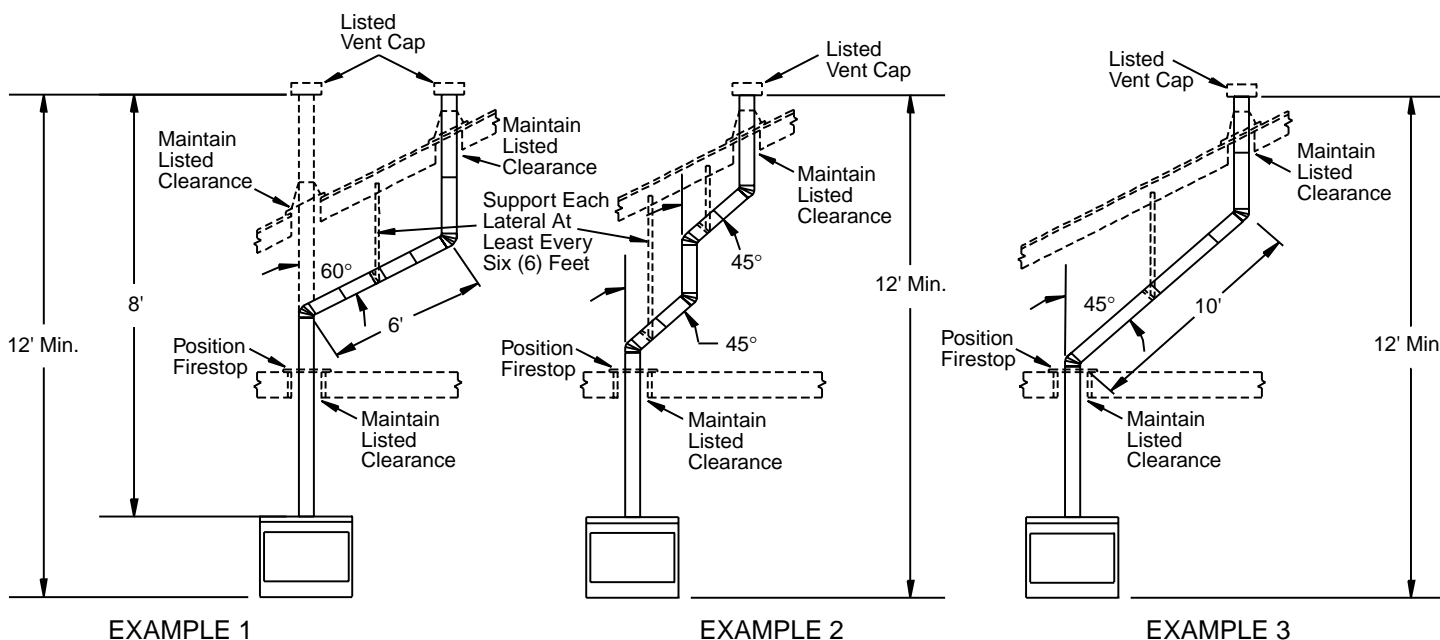 Listed
Vent Cap
Maintain
Listed
Clearance
Maintain
Listed
Clearance
Support Each
Lateral At
Least Every
Six (6) Feet
60°
6'
8'
12' Min.
Position
Firestop
Maintain
Listed
Clearance
EXAMPLE 1
Listed
Vent Cap
Maintain
Listed
Clearance
45°
45°
12' Min.
Position
Firestop
Maintain
Listed
Clearance
EXAMPLE 2
Listed
Vent Cap
Maintain
Listed
Clearance
45°
10'
12' Min
Position
Firestop
Maintain
Listed
Clearance
EXAMPLE 3